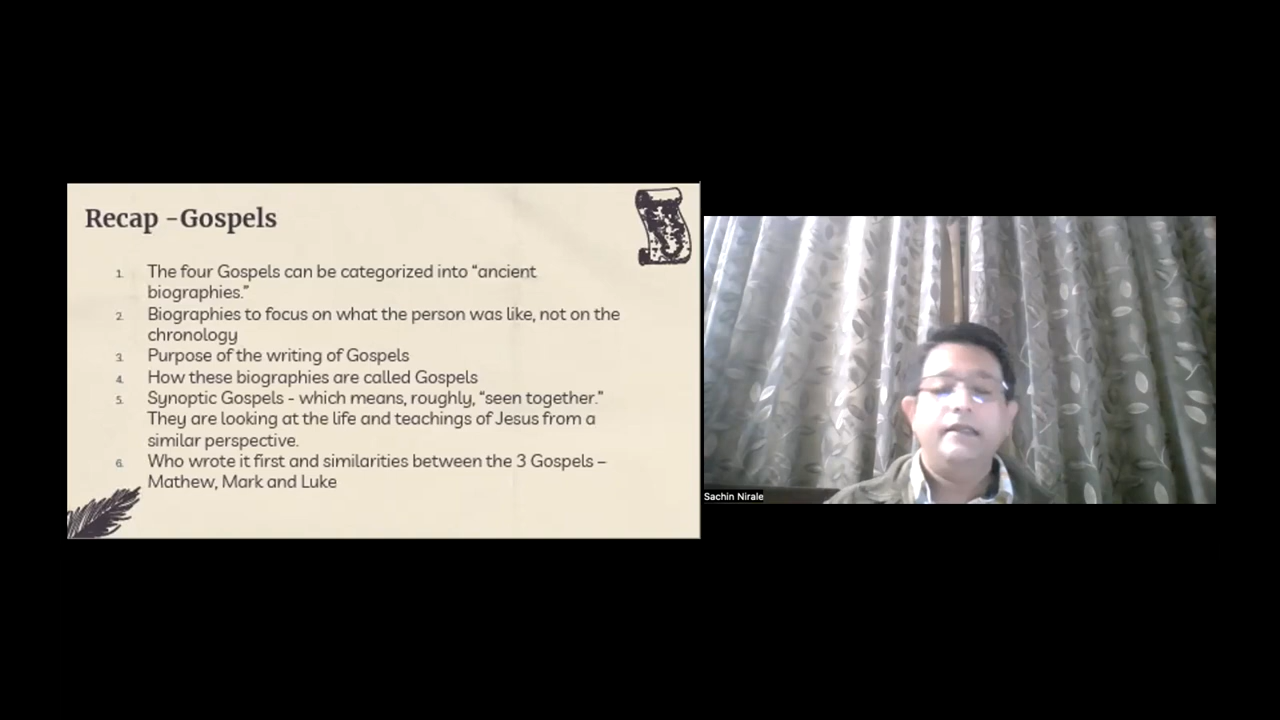 Recap -Gospels
1. The four Gospels can be categorized into “ancient
biographies.”
2. Biographies to focus on what the person was like, not on the
chronology
3. Purpose of the writing of Gospels
4. How these biographies are called Gospels
5. Synoptic Gospels - which means, roughly, “seen together.”
They are looking at the life and teachings of Jesus from a
similar perspective.
6. Who wrote it first and similarities between the 3 Gospels –
Mathew, Mark and Luke
Sachin Nirale